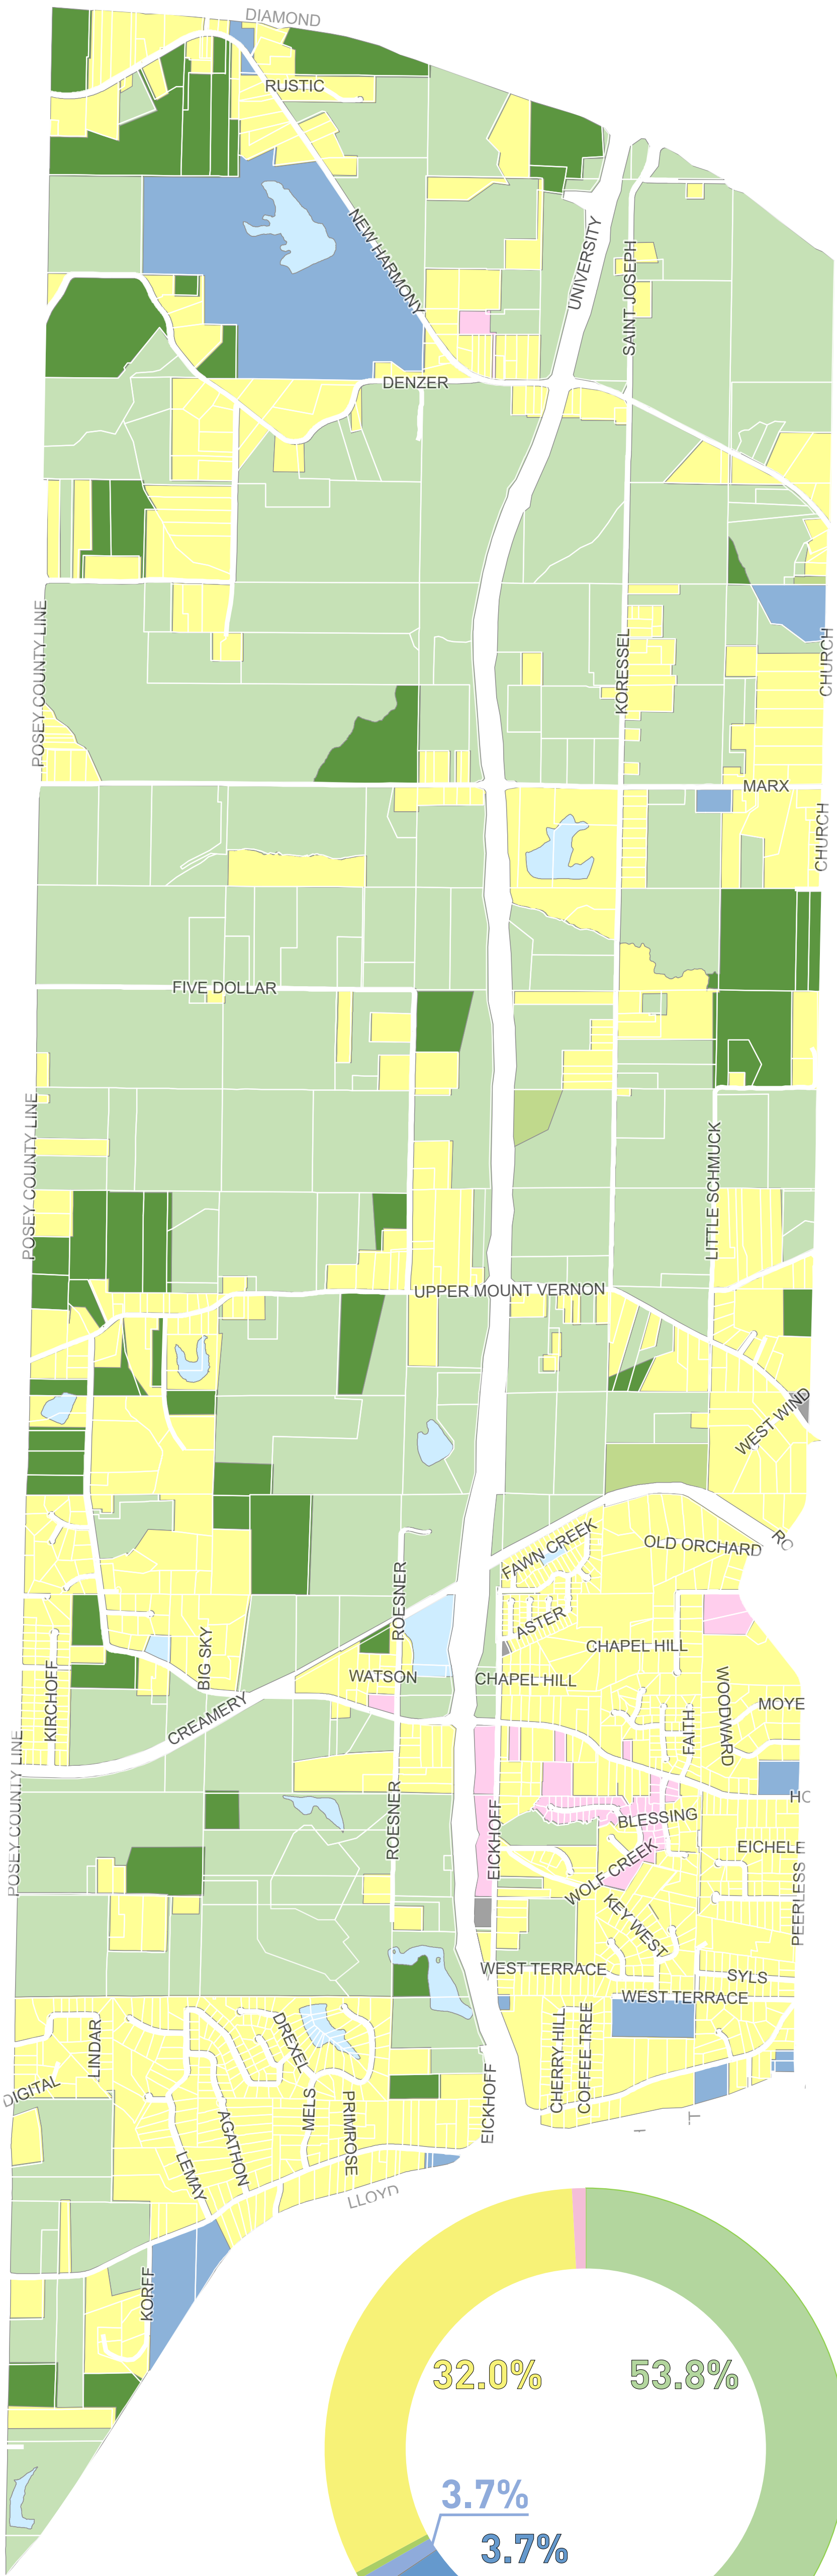 DIAMOND
RUSTIC
NEW HARMONY
UNIVERSITY
SAINT JOSEPH
DENZER
POSEY COUNTY LINE
KORESSEL
CHURCH
MARX
CHURCH
FIVE DOLLAR
POSEY COUNTY LINE
LITTLE SCHMUCK
UPPER MOUNT VERNON
WEST WIND
RO
OLD ORCHARD
FAWN CREEK
ROESNER
ASTER
CHAPEL HILL
BIG SKY
KIRCHOFF
WATSON
CHAPEL HILL
WOODWARD
MOYE
FAITH
CREAMERY
POSEY COUNTY LINE
HO
ROESNER
EICKHOFF
BLESSING
EICHELE
WOLF CREEK
PEERLESS
KEY WEST
WEST TERRACE
SYLS
WEST TERRACE
LINDAR
DREXEL
CHERRY HILL
COFFEE TREE
DIGITAL
MELS
PRIMROSE
EICKHOFF
AGATHON
LEMAY
LLOYD
KORFF
32.0%
53.8%
3.7%
3.7%